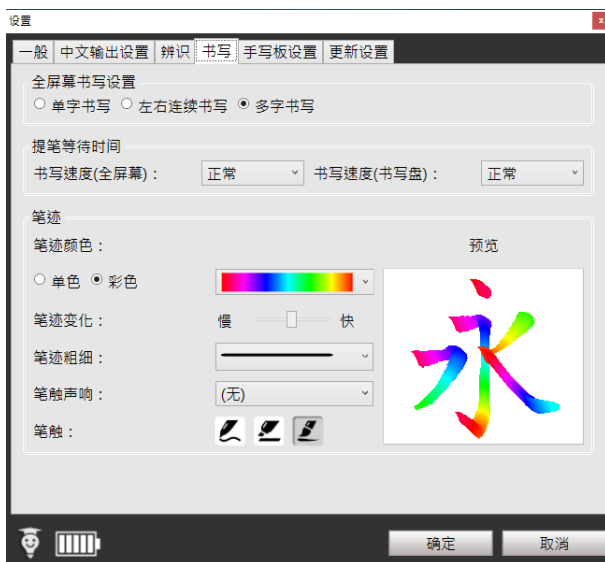 设置
一般 中文输出设置 辨识 书写 手写板设置 更新设置
全屏幕书写设置
单字书写 左右连续书写 多字书写
提笔等待时间
书写速度(全屏幕)： 正常 书写速度(书写盘)： 正常
笔迹
笔迹颜色： 预览
单色 彩色
笔迹变化： 慢 快
笔迹粗细：
笔触声响： (无)
笔触：
永
确定 取消